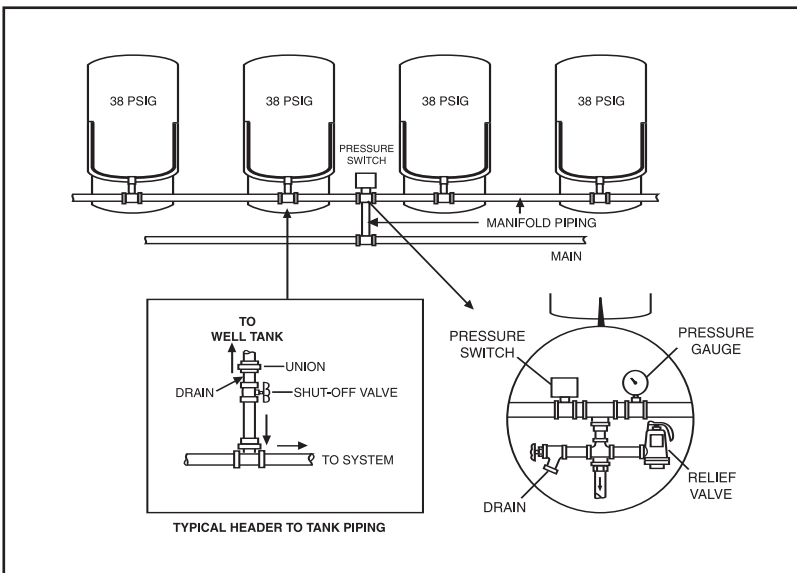 38 PSIG
38 PSIG
38 PSIG
38 PSIG
PRESSURE
SWITCH
MANIFOLD PIPING
MAIN
TO
WELL TANK
UNION
DRAIN
SHUT-OFF VALVE
TO SYSTEM
TYPICAL HEADER TO TANK PIPING
PRESSURE
SWITCH
PRESSURE
GAUGE
DRAIN
RELIEF
VALVE